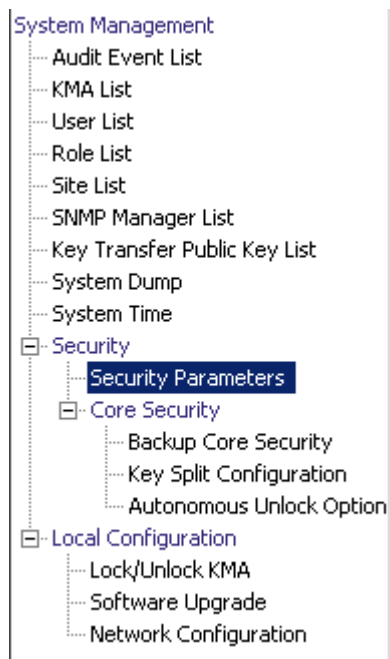 System Management
Audit Event List
KMA List
User List
Role List
Site List
SNMP Manager List
Key Transfer Public Key List
System Dump
System Time
Security
Security Parameters
Core Security
Backup Core Security
Key Split Configuration
Autonomous Unlock Option
Local Configuration
Lock/Unlock KMA
Software Upgrade
Network Configuration